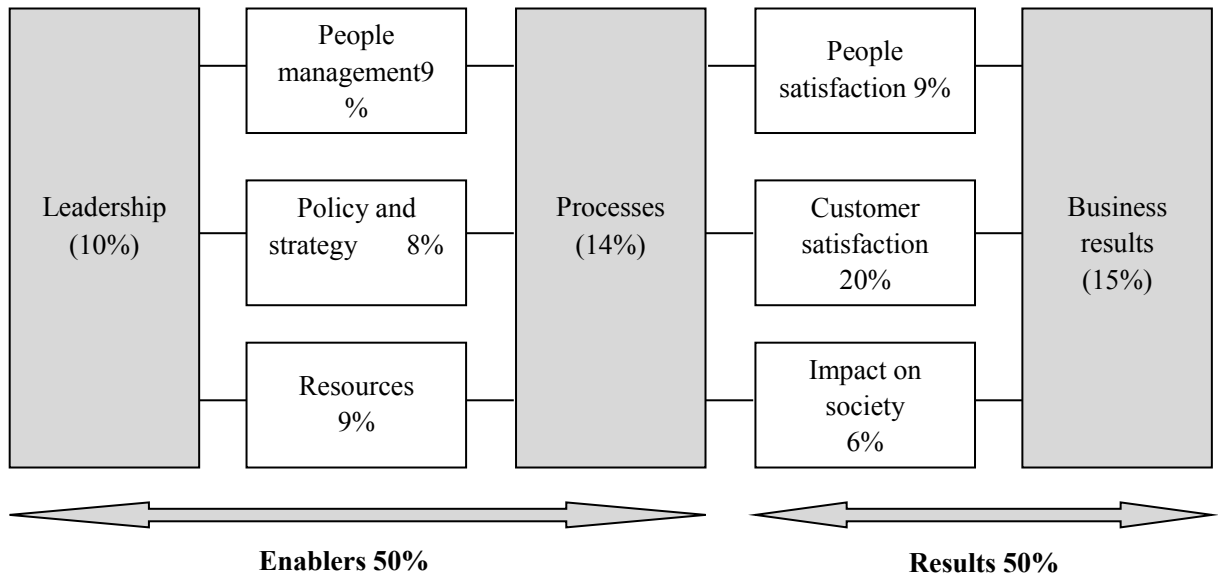 Leadership
(10%)
People
management9
%
Policy and
strategy 8%
Resources
9%
Processes
(14%)
People
satisfaction 9%
Customer
satisfaction
20%
Impact on
society
6%
Business
results
(15%)
Enablers 50%
Results 50%